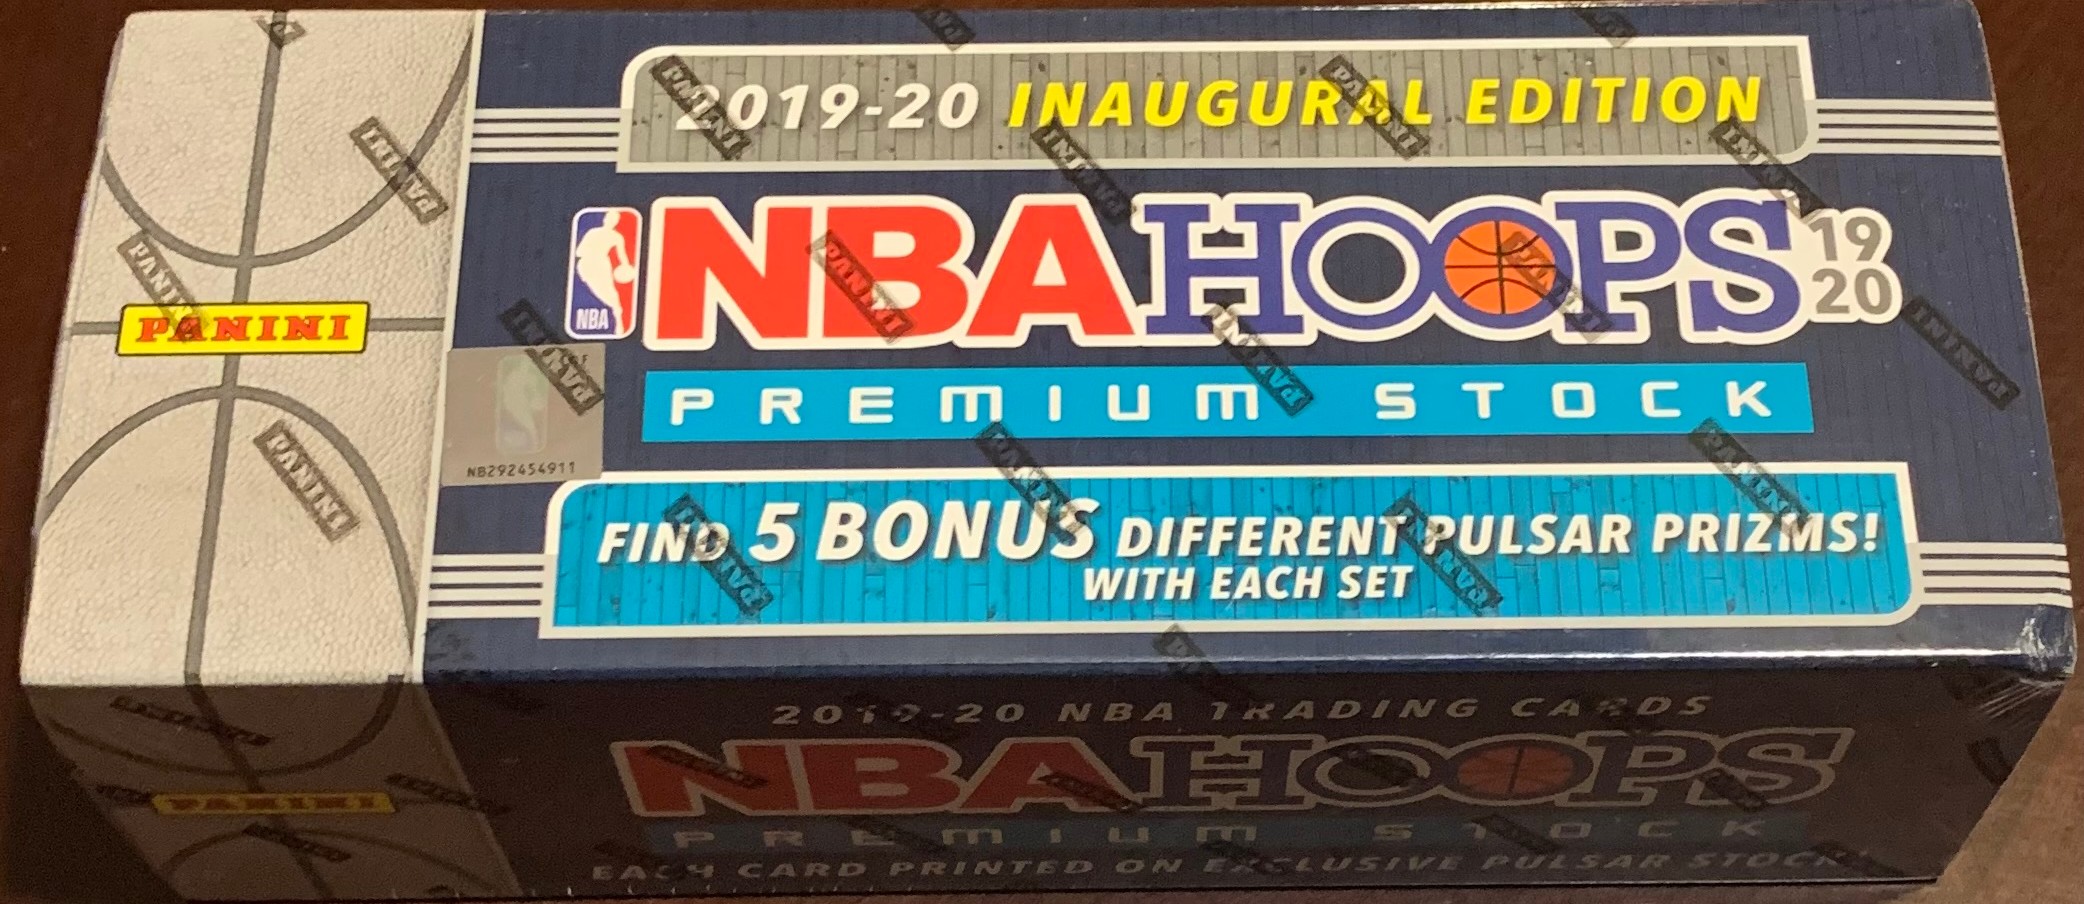 2019-20 INAUGURAL EDITION
NBA HOOPS 19 20
NBA
PREMIUM STOCK
PANINI
NB292454911
FIND 5 BONUS DIFFERENT PULSAR PRIZMS!
WITH EACH SET
2019-20 NBA TRADING CARDS
NBA HOOPS
PANINI
PREMIUM STOCK
EACH CARD PRINTED ON EXCLUSIVE PULSAR STOCK!